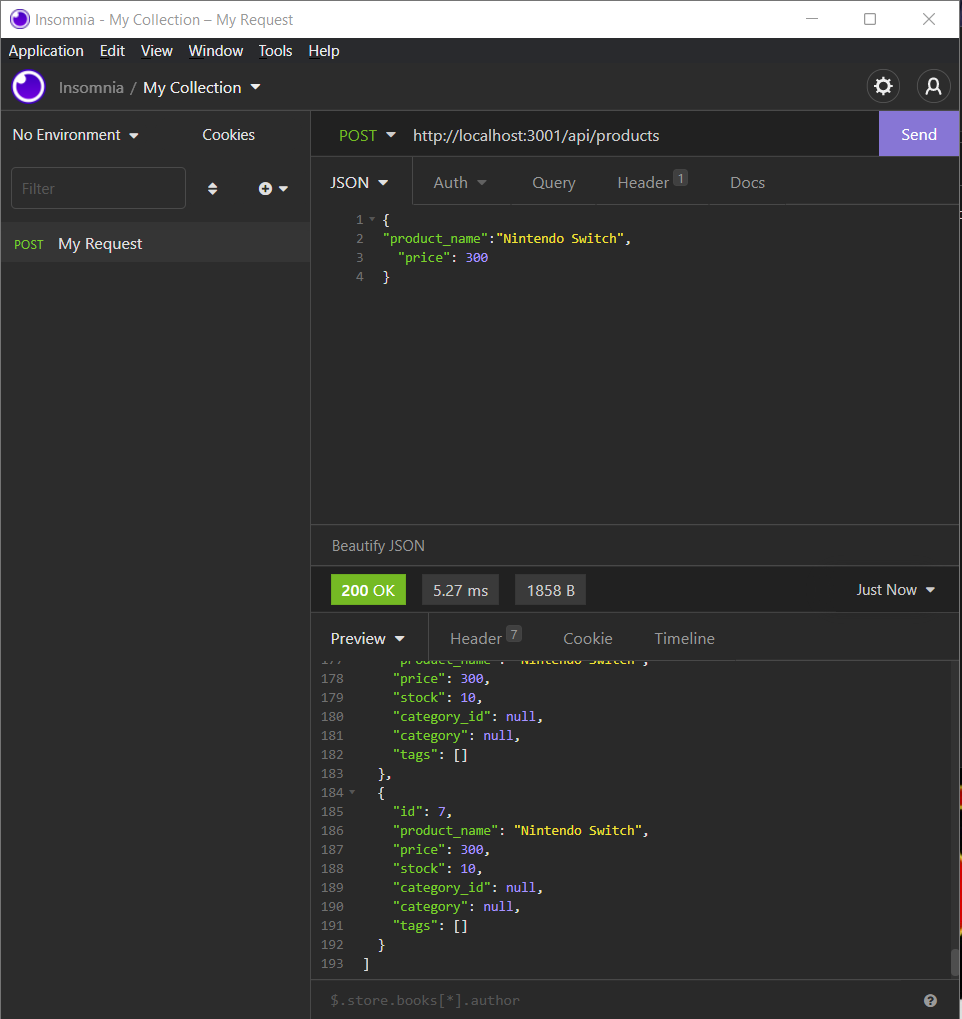 Insomnia - My Collection – My Request
Application Edit View Window Tools Help
Insomnia / My Collection
No Environment Cookies
POST http://localhost:3001/api/products Send
Filter
JSON Auth Query Header 1 Docs
POST My Request
1 {
2 "product_name":"Nintendo Switch",
3 "price": 300
4 }
Beautify JSON
200 OK 5.27 ms 1858 B Just Now
Preview Header 7 Cookie Timeline
177 "product_name": "Nintendo Switch",
178 "price": 300,
179 "stock": 10,
180 "category_id": null,
181 "category": null,
182 "tags": []
183 },
184 {
185 "id": 7,
186 "product_name": "Nintendo Switch",
187 "price": 300,
188 "stock": 10,
189 "category_id": null,
190 "category": null,
191 "tags": []
192 }
193 ]
$.store.books[*].author